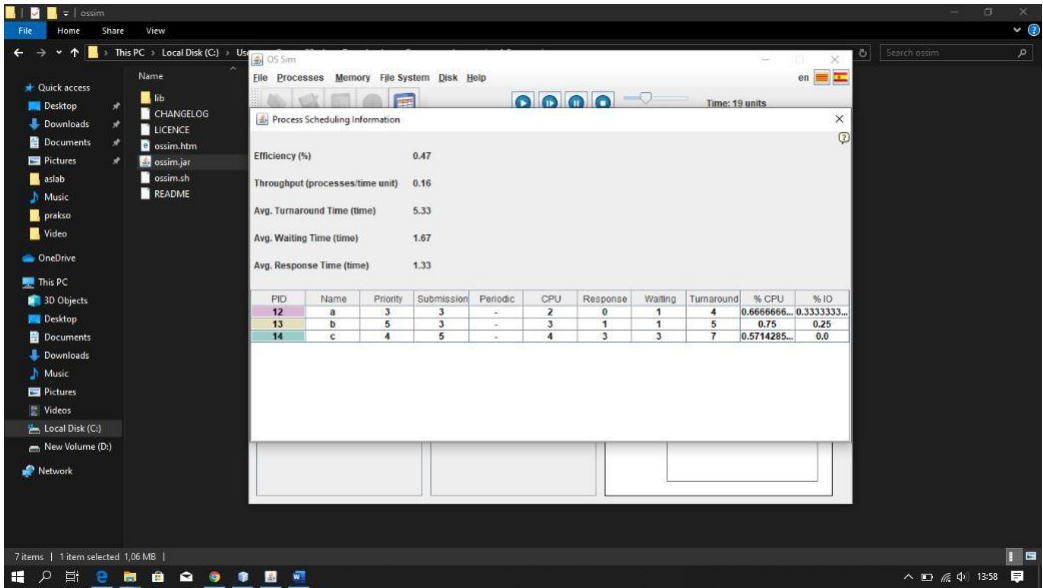 ossim
File Home Share View
This PC > Local Disk (C:) >
Search ossim
Quick access
Desktop
Downloads
Documents
Pictures
aslab
Music
prakso
Video
OneDrive
This PC
3D Objects
Desktop
Documents
Downloads
Music
Pictures
Videos
Local Disk (C:)
New Volume (D:)
Network
Name
lib
CHANGELOG
LICENCE
ossim.htm
ossim.jar
ossim.sh
README
OS Sim
File Processes Memory File System Disk Help
en
Time: 19 units
Process Scheduling Information
Efficiency (%) 0.47
Throughput (processes/time unit) 0.16
Avg. Turnaround Time (time) 5.33
Avg. Waiting Time (time) 1.67
Avg. Response Time (time) 1.33
PID Name Priority Submission Periodic CPU Response Waiting Turnaround % CPU % IO
12 a 3 3 - 2 0 1 4 0.6666666... 0.3333333...
13 b 5 3 - 3 1 1 5 0.75 0.25
14 c 4 5 - 4 3 3 7 0.5714285... 0.0
7 items 1 item selected 1,06 MB
13:58